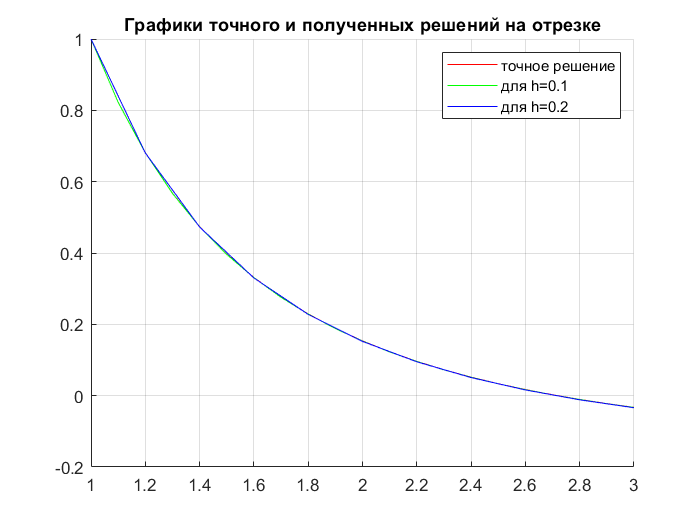 Графики точного и полученных решений на отрезке
точное решение
для h=0.1
для h=0.2
1
0.8
0.6
0.4
0.2
0
-0.2
1 1.2 1.4 1.6 1.8 2 2.2 2.4 2.6 2.8 3